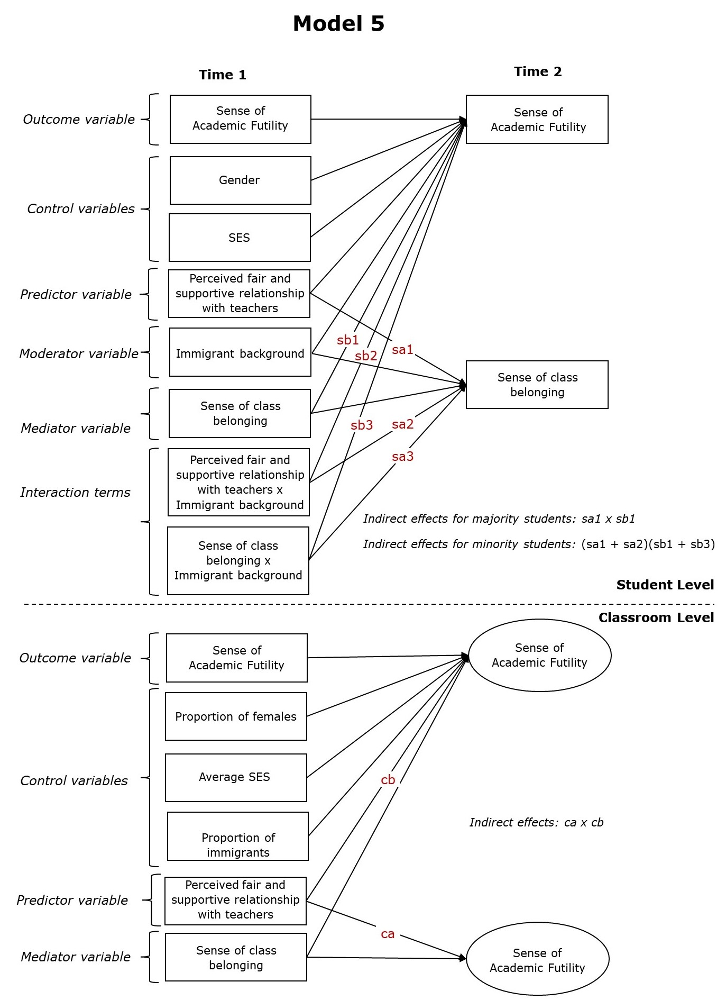 Model 5
Time 1
Time 2
Outcome variable
Sense of
Academic Futility
Sense of
Academic Futility
Control variables
Gender
SES
Predictor variable
Perceived fair and
supportive relationship
with teachers
Moderator variable
Immigrant background
sb1
sb2
sa1
Sense of class
belonging
Mediator variable
Sense of class
belonging
sb3
sa2
sa3
Interaction terms
Perceived fair and
supportive relationship
with teachers x
Immigrant background
Sense of class
belonging x
Immigrant background
Indirect effects for majority students: sa1 x sb1
Indirect effects for minority students: (sa1 + sa2)(sb1 + sb3)
Student Level
Classroom Level
Outcome variable
Sense of
Academic Futility
Sense of
Academic Futility
Control variables
Proportion of females
Average SES
Proportion of
immigrants
cb
Indirect effects: ca x cb
Predictor variable
Perceived fair and
supportive relationship
with teachers
ca
Mediator variable
Sense of class
belonging
Sense of
Academic Futility